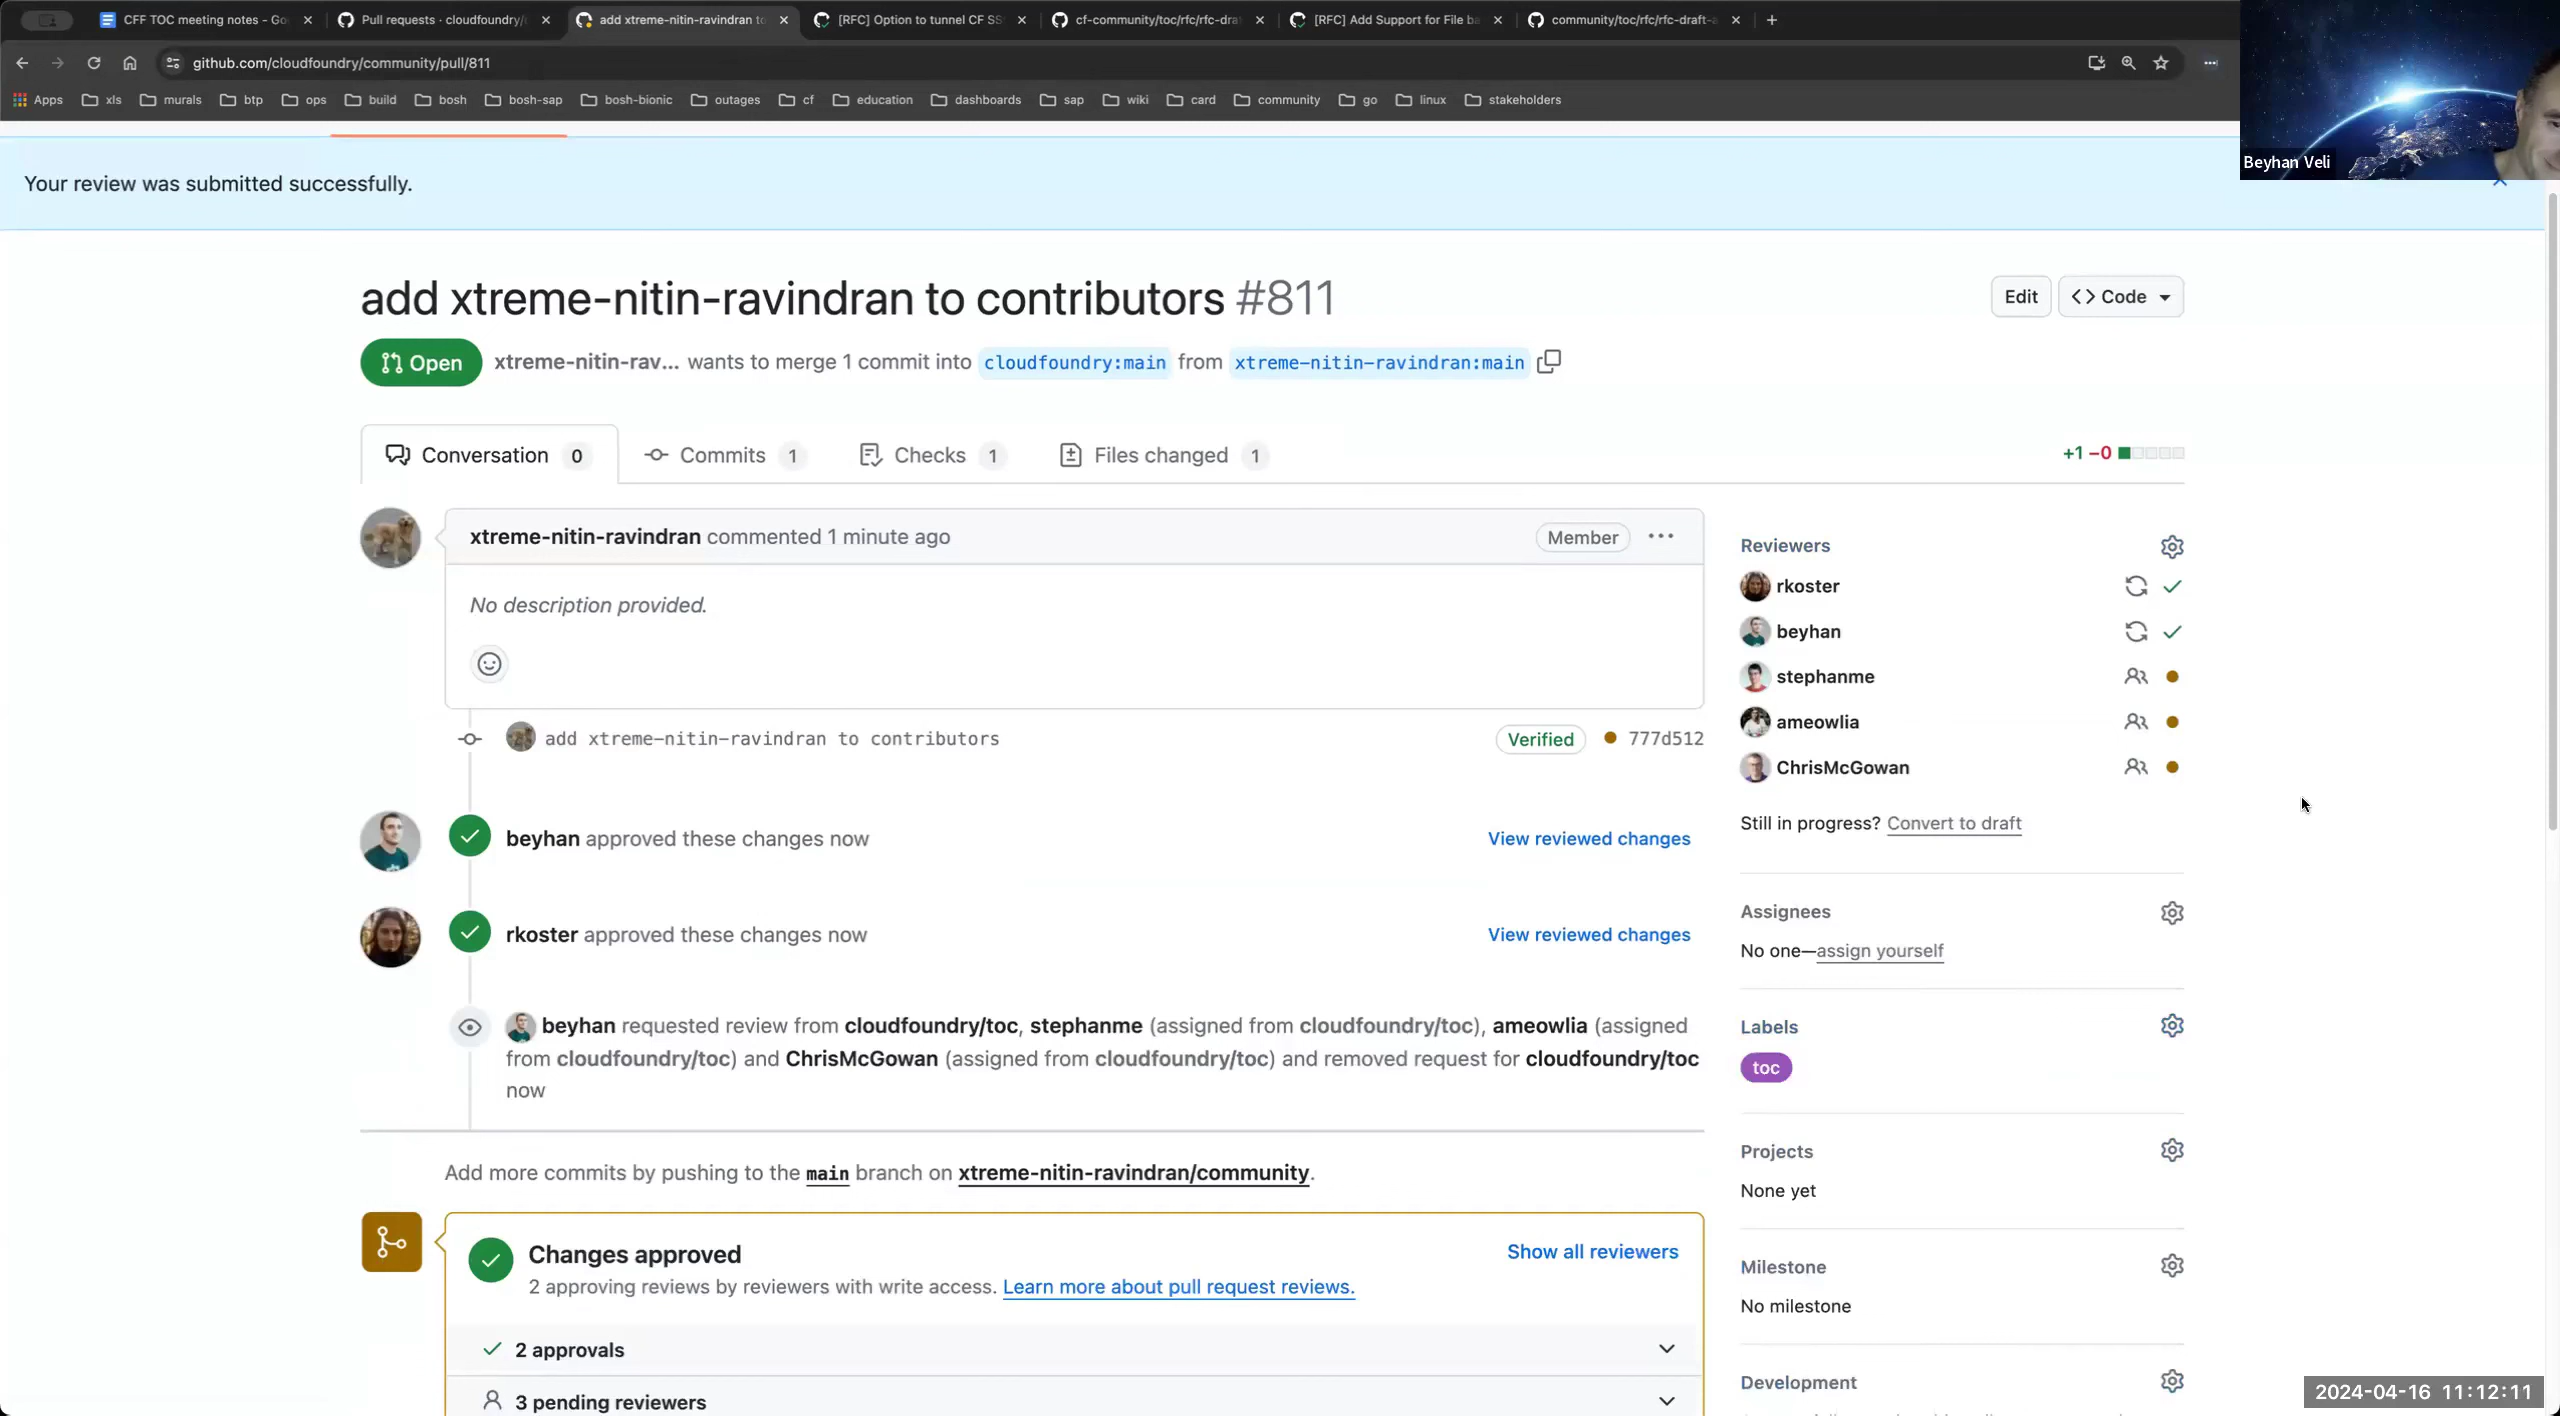 CFF TOC meeting notes - Go
Pull requests · cloudfoundry/
add xtreme-nitin-ravindran to
[RFC] Option to tunnel CF SS
cf-community/toc/rfc/rfc-dra
[RFC] Add Support for File ba
community/toc/rfc/rfc-draft-
github.com/cloudfoundry/community/pull/811
Apps xls murals btp ops build bosh bosh-sap bosh-bionic outages cf education dashboards sap wiki card community go linux stakeholders
Beyhan Veli
Your review was submitted successfully.
add xtreme-nitin-ravindran to contributors #811
Edit
<> Code
Open
xtreme-nitin-rav... wants to merge 1 commit into cloudfoundry:main from xtreme-nitin-ravindran:main
Conversation 0
Commits 1
Checks 1
Files changed 1
+1 −0
xtreme-nitin-ravindran commented 1 minute ago
Member
No description provided.
add xtreme-nitin-ravindran to contributors
Verified
777d512
beyhan approved these changes now
View reviewed changes
rkoster approved these changes now
View reviewed changes
beyhan requested review from cloudfoundry/toc, stephanme (assigned from cloudfoundry/toc), ameowlia (assigned
from cloudfoundry/toc) and ChrisMcGowan (assigned from cloudfoundry/toc) and removed request for cloudfoundry/toc
now
Add more commits by pushing to the main branch on xtreme-nitin-ravindran/community.
Changes approved
Show all reviewers
2 approving reviews by reviewers with write access. Learn more about pull request reviews.
2 approvals
3 pending reviewers
Reviewers
rkoster
beyhan
stephanme
ameowlia
ChrisMcGowan
Still in progress? Convert to draft
Assignees
No one—assign yourself
Labels
toc
Projects
None yet
Milestone
No milestone
Development
2024-04-16 11:12:11